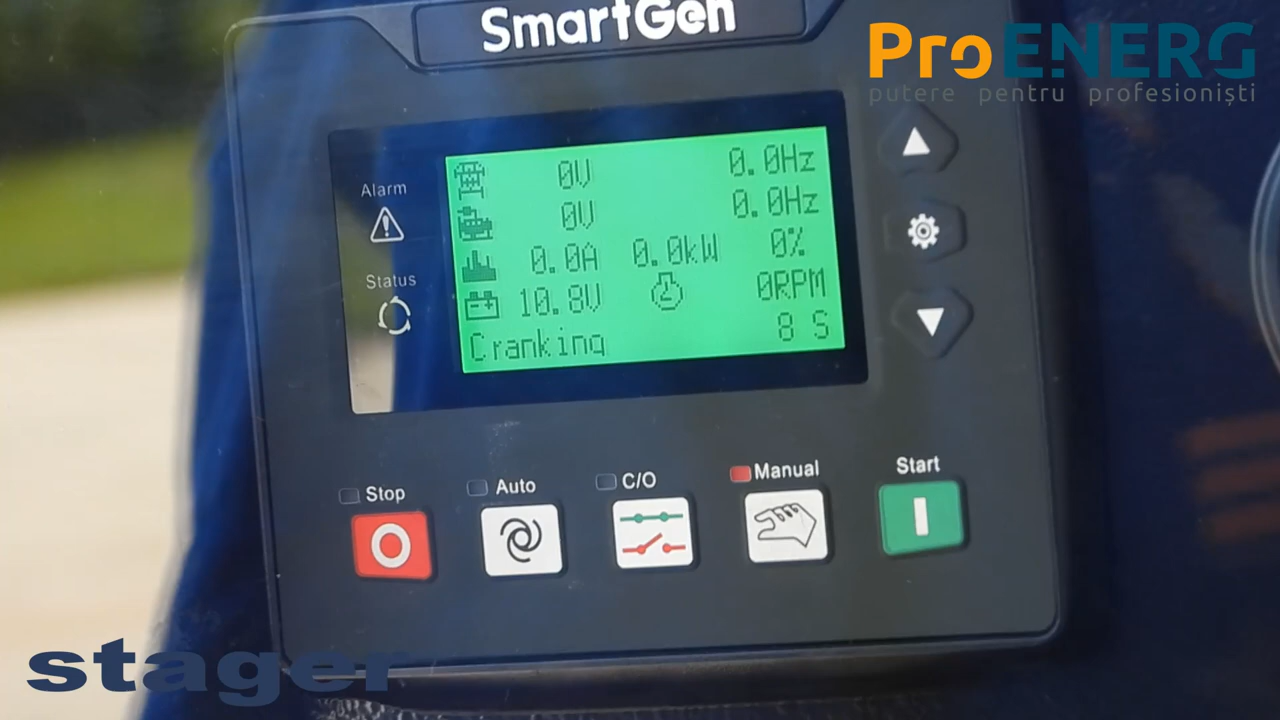 SmartGen
ProENERG
putere pentru profesioniști
Alarm
Status
0V 0.0Hz
0V 0.0Hz
0.0A 0.0kW 0%
10.8V 0RPM
Cranking 8 S
Stop
Auto
C/O
Manual
Start
stager